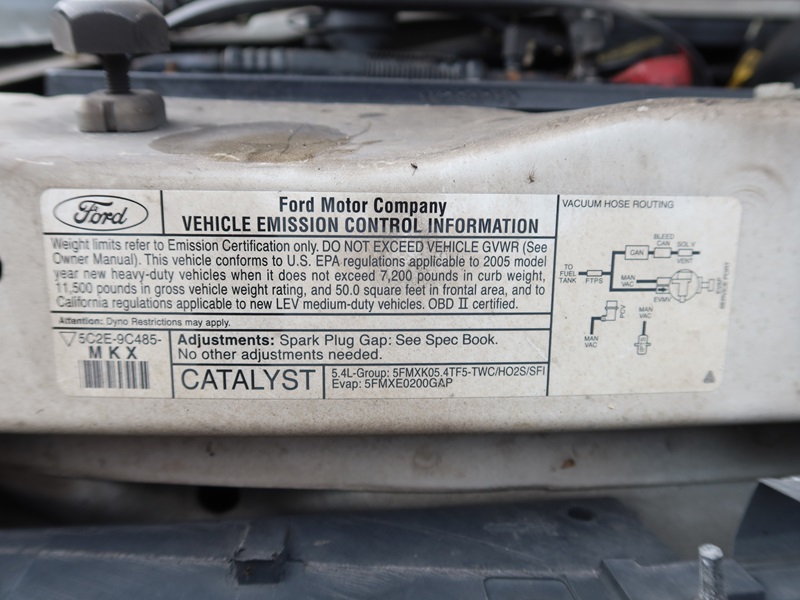 Ford
Ford Motor Company
VEHICLE EMISSION CONTROL INFORMATION
Weight limits refer to Emission Certification only. DO NOT EXCEED VEHICLE GVWR (See
Owner Manual). This vehicle conforms to U.S. EPA regulations applicable to 2005 model
year new heavy-duty vehicles when it does not exceed 7,200 pounds in curb weight,
11,500 pounds in gross vehicle weight rating, and 50.0 square feet in frontal area, and to
California regulations applicable to new LEV medium-duty vehicles. OBD II certified.
Attention: Dyno Restrictions may apply.
5C2E-9C485-
MKX
Adjustments: Spark Plug Gap: See Spec Book.
No other adjustments needed.
CATALYST
5.4L-Group: 5FMXK05.4TF5-TWC/HO2S/SFI
Evap: 5FMXE0200GAP
VACUUM HOSE ROUTING
BLEED
CAN
CAN
SOL V
VENT
TO
FUEL
TANK
FTPS
MAN
VAC
EVMV
SERVICE PORT
PCV
MAN
VAC
MAN
VAC